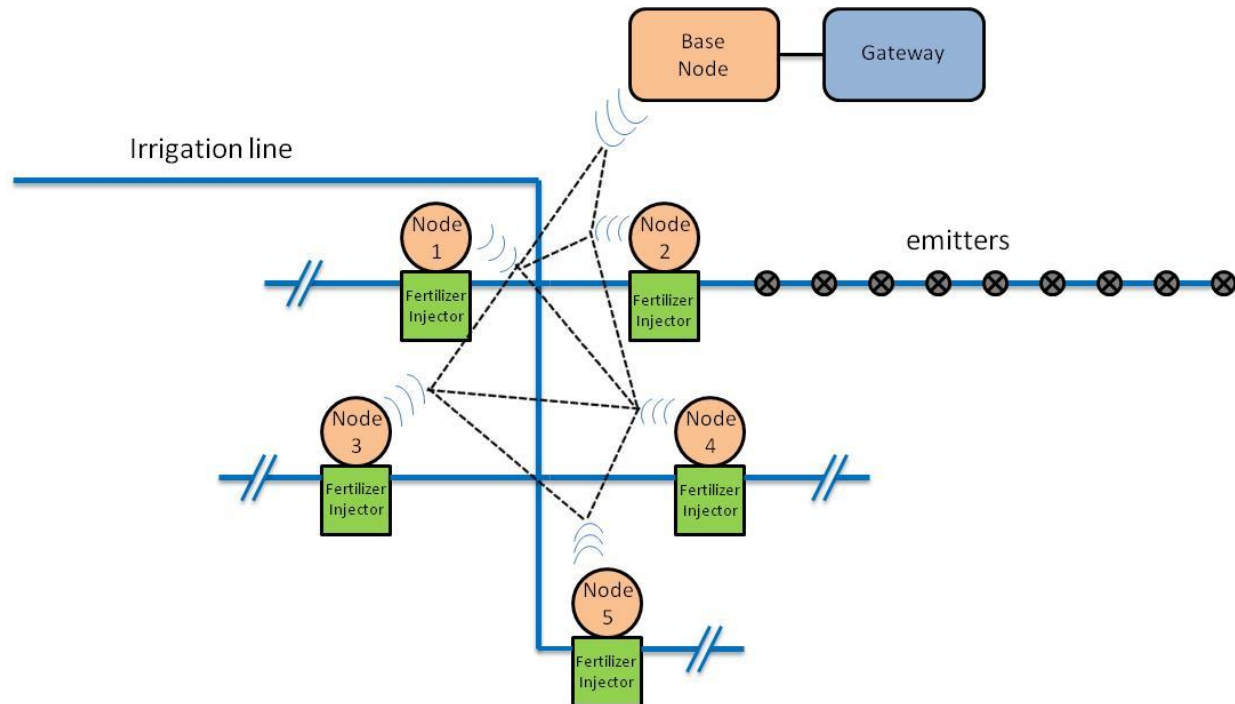 Base
Node
Gateway
Irrigation line
Node
1
Node
2
emitters
Fertilizer
Injector
Fertilizer
Injector
Node
3
Node
4
Fertilizer
Injector
Fertilizer
Injector
Node
5
Fertilizer
Injector